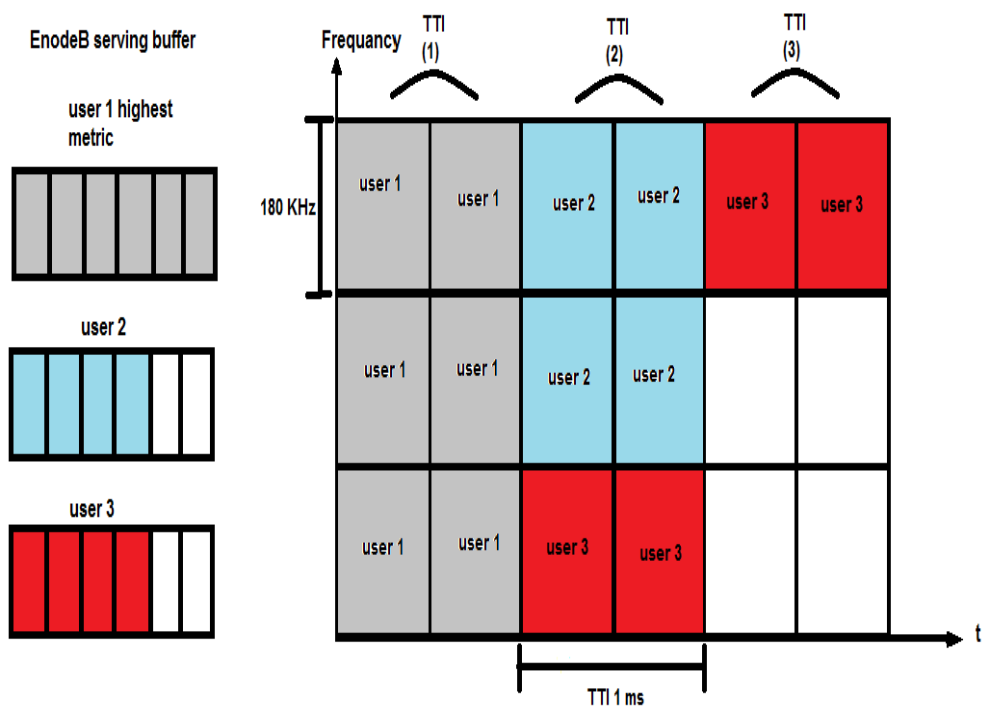 EnodeB serving buffer
user 1 highest
metric
user 2
user 3
Frequancy
TTI
(1)
TTI
(2)
TTI
(3)
180 KHz
user 1
user 1
user 2
user 2
user 3
user 3
user 1
user 1
user 2
user 2
user 1
user 1
user 3
user 3
t
TTI 1 ms